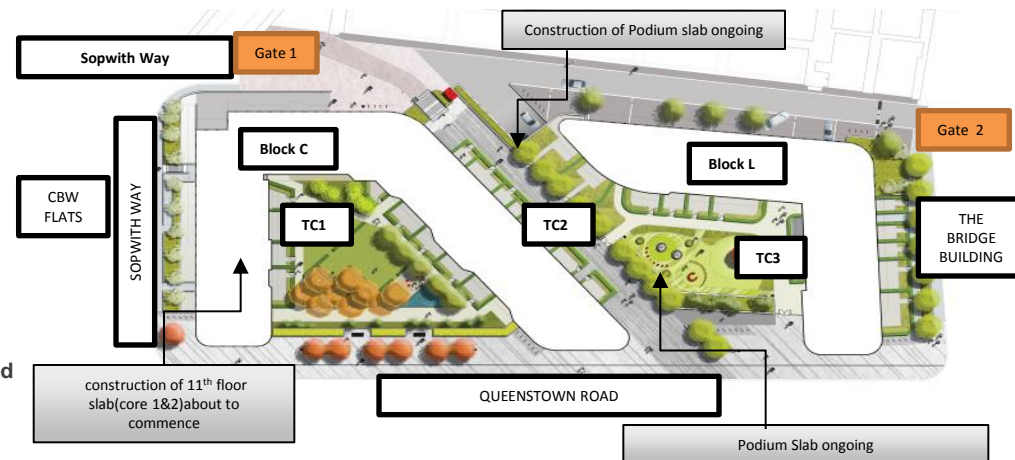 Construction of Podium slab ongoing
Sopwith Way
Gate 1
Gate 2
Block C
Block L
CBW
FLATS
SOPWITH WAY
TC1
TC2
TC3
THE
BRIDGE
BUILDING
d
construction of 11th floor
slab(core 1&2)about to
commence
QUEENSTOWN ROAD
Podium Slab ongoing